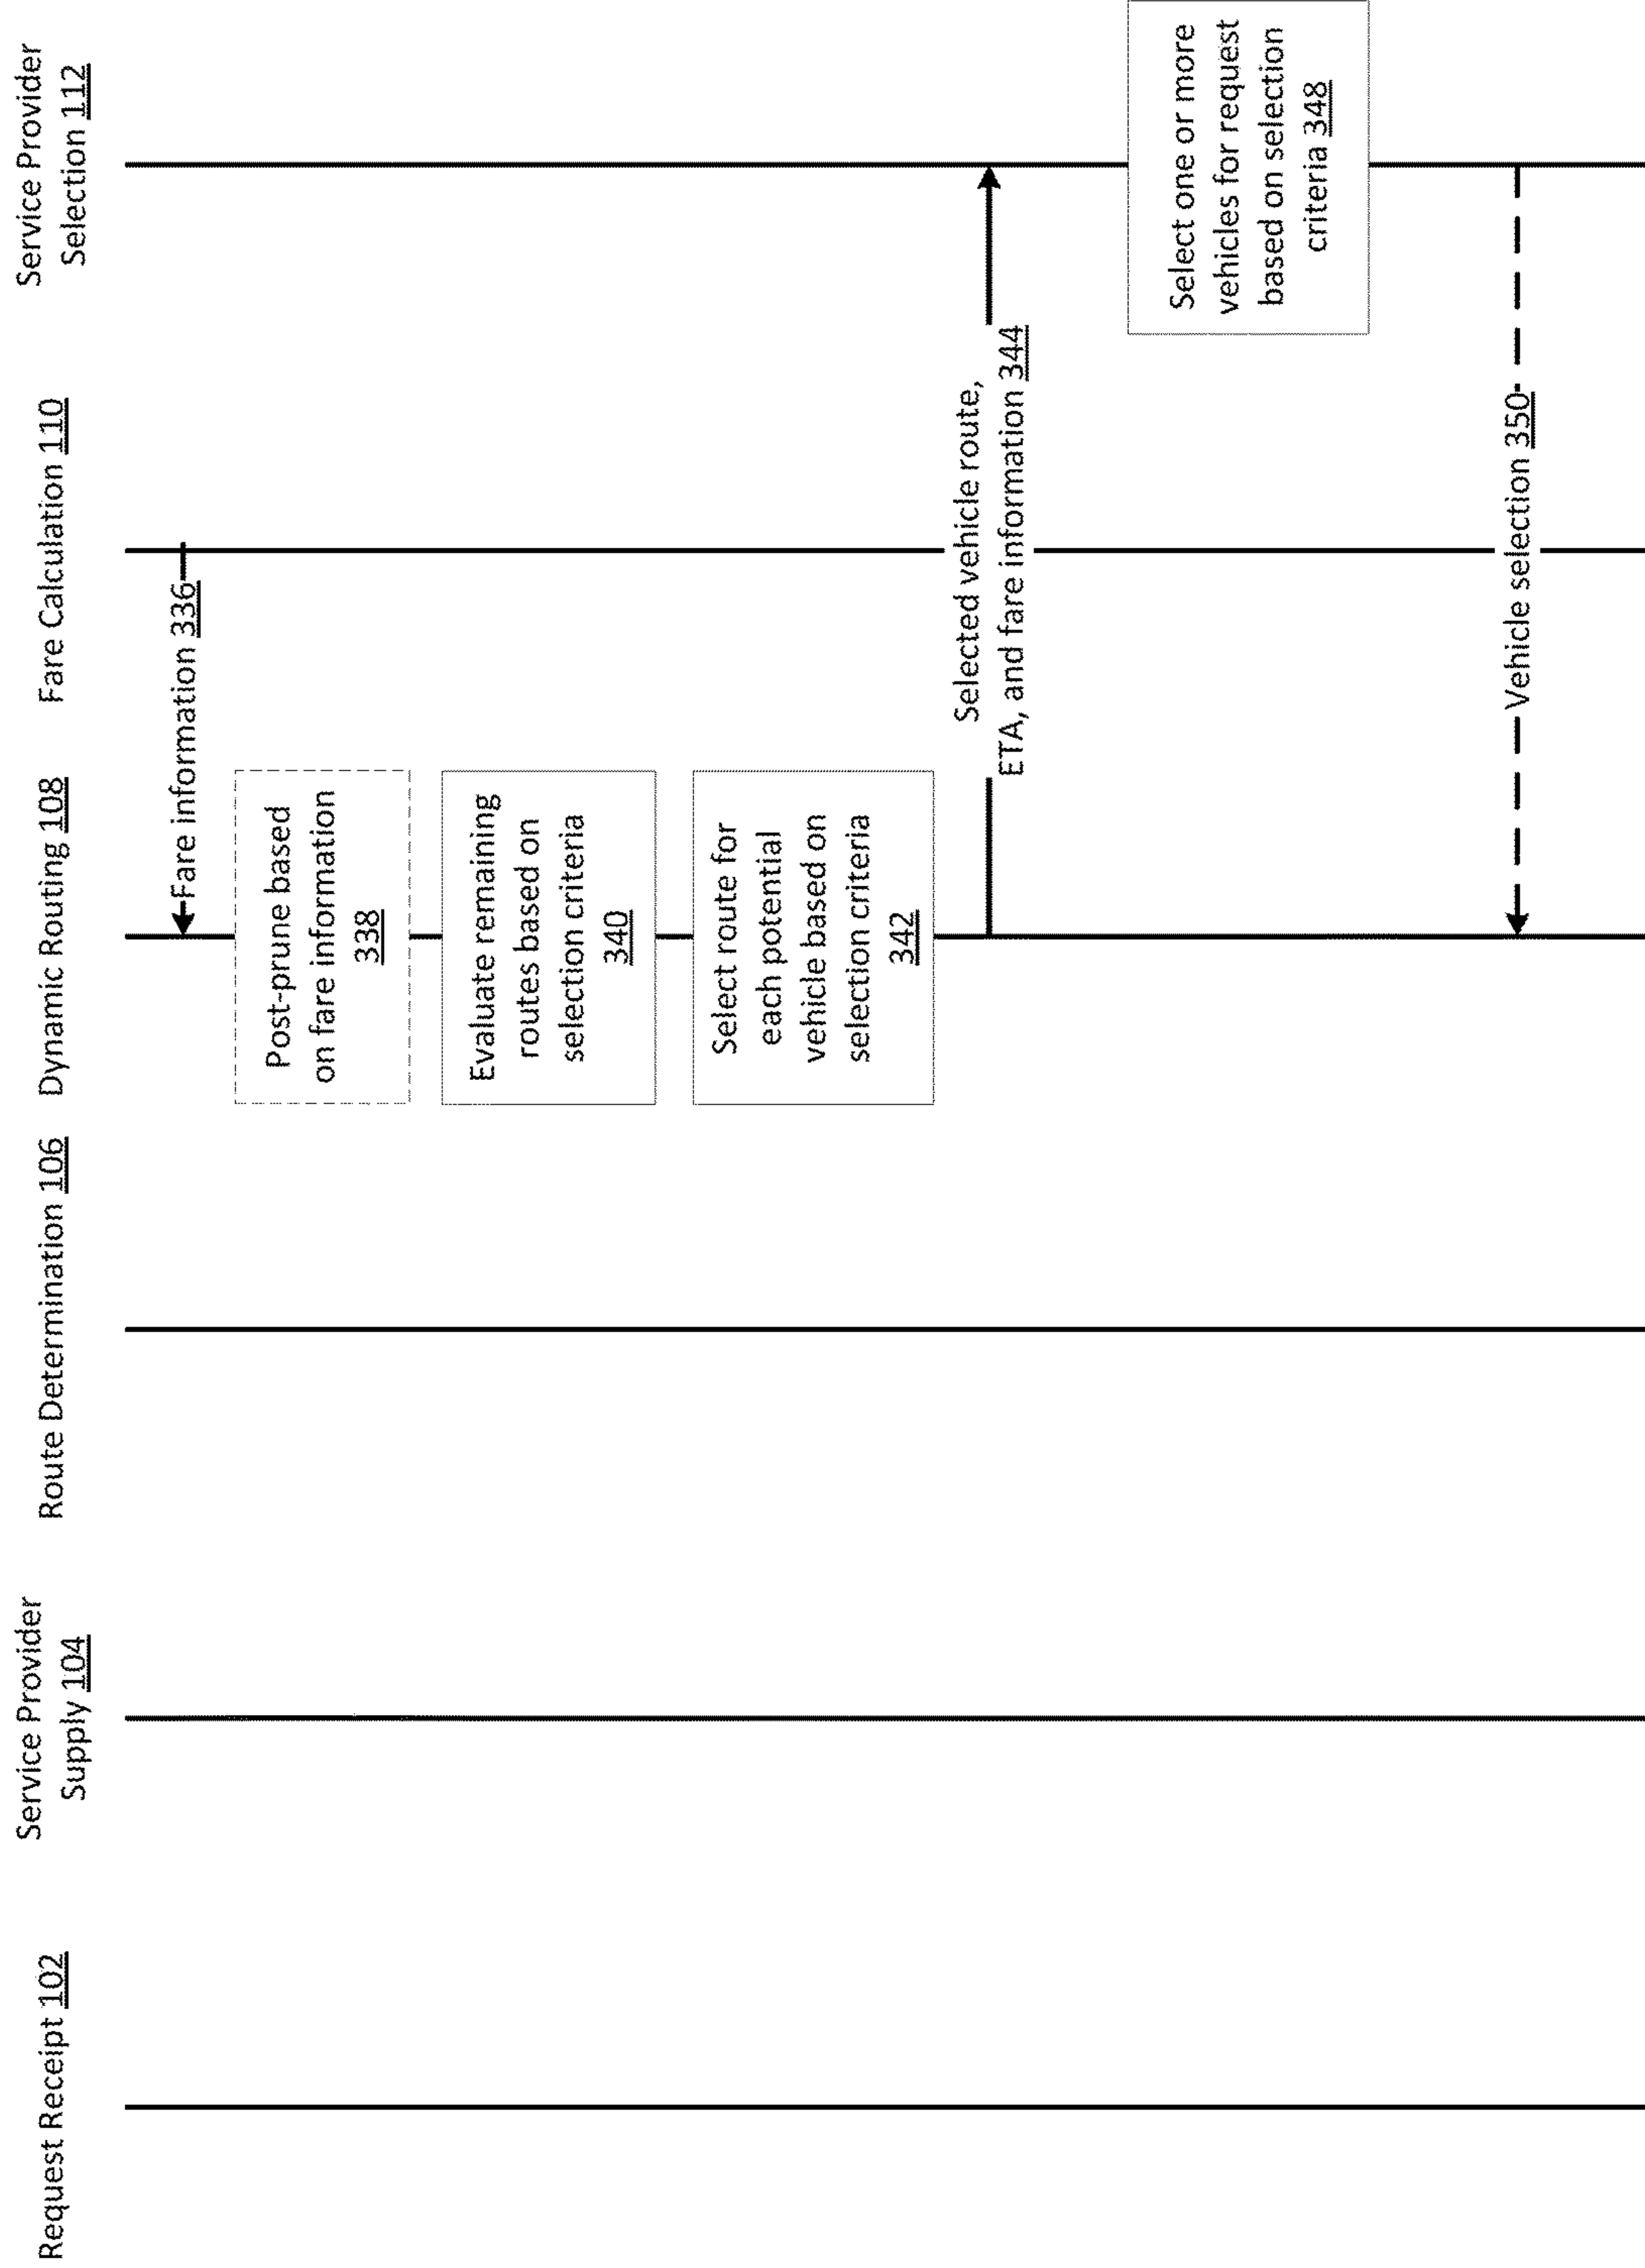 Request Receipt 102
Service Provider
Supply 104
Route Determination 106
Dynamic Routing 108
Fare Calculation 110
Service Provider
Selection 112
Fare information 336
Post-prune based
on fare information
338
Evaluate remaining
routes based on
selection criteria
340
Select route for
each potential
vehicle based on
selection criteria
342
Selected vehicle route,
ETA, and fare information 344
Select one or more
vehicles for request
based on selection
criteria 348
Vehicle selection 350